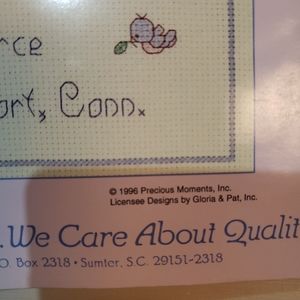 rce
ort, Conn.
© 1996 Precious Moments, Inc.
Licensee Designs by Gloria & Pat, Inc.
. We Care About Qualit
O. Box 2318 • Sumter, S.C. 29151-2318